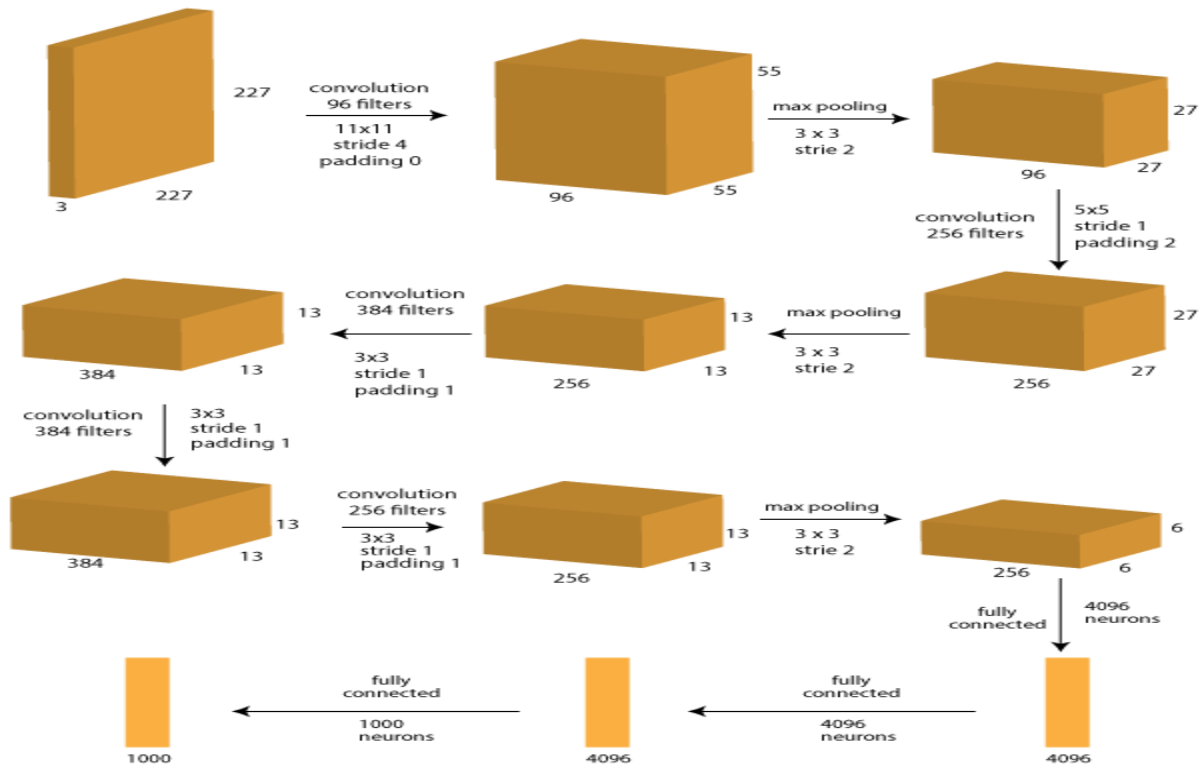 227
227
3
convolution
96 filters
11x11
stride 4
padding 0
55
55
96
max pooling
3 x 3
strie 2
27
27
96
convolution
256 filters
5x5
stride 1
padding 2
27
27
256
max pooling
3 x 3
strie 2
13
13
256
convolution
384 filters
3x3
stride 1
padding 1
13
13
384
convolution
384 filters
3x3
stride 1
padding 1
13
13
384
convolution
256 filters
3x3
stride 1
padding 1
13
13
256
max pooling
3 x 3
strie 2
6
6
256
fully
connected
4096
neurons
4096
fully
connected
4096
neurons
4096
fully
connected
1000
neurons
1000